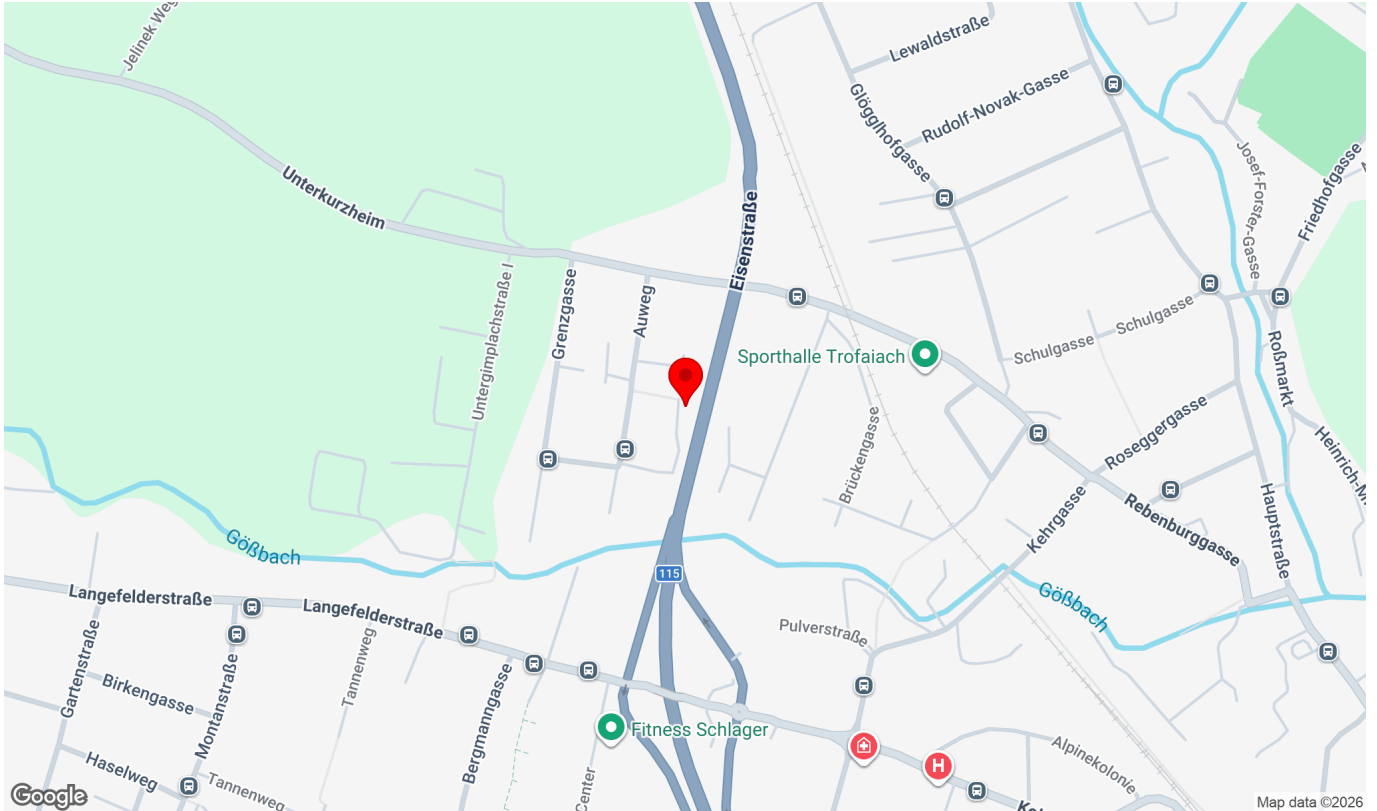 Jelinek Weg
Lewaldstraße
Rudolf-Novak-Gasse
Glögglhofgasse
Josef-Forster-Gasse
Friedhofgasse
Unterkurzheim
Eisenstraße
Untergimplachstraße I
Grenzgasse
Auweg
Schulgasse
Schulgasse
Sporthalle Trofaiach
Roßmarkt
Roseggergasse
Brückengasse
Kehrgasse
Rebenburggasse
Hauptstraße
Gößbach
115
Gößbach
Langefelderstraße
Langefelderstraße
Pulverstraße
Gartenstraße
Birkengasse
Montanstraße
Tannenweg
Bergmanngasse
Fitness Schlager
Haselweg
Tannenweg
Center
H
Alpinekolonie
Google
Map data ©2026